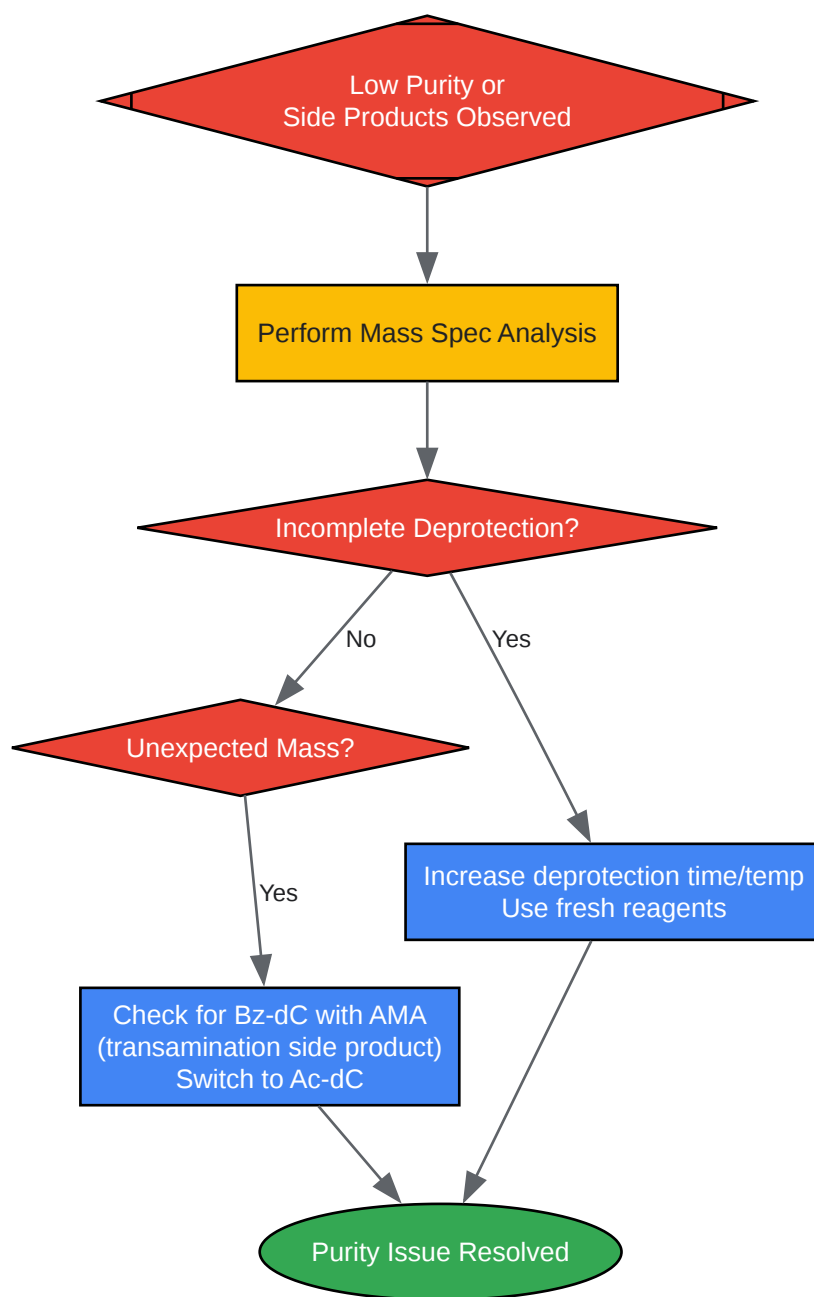 Low Purity or
Side Products Observed
Perform Mass Spec Analysis
Incomplete Deprotection?
No
Yes
Unexpected Mass?
Increase deprotection time/temp
Use fresh reagents
Yes
Check for Bz-dC with AMA
(transamination side product)
Switch to Ac-dC
Purity Issue Resolved